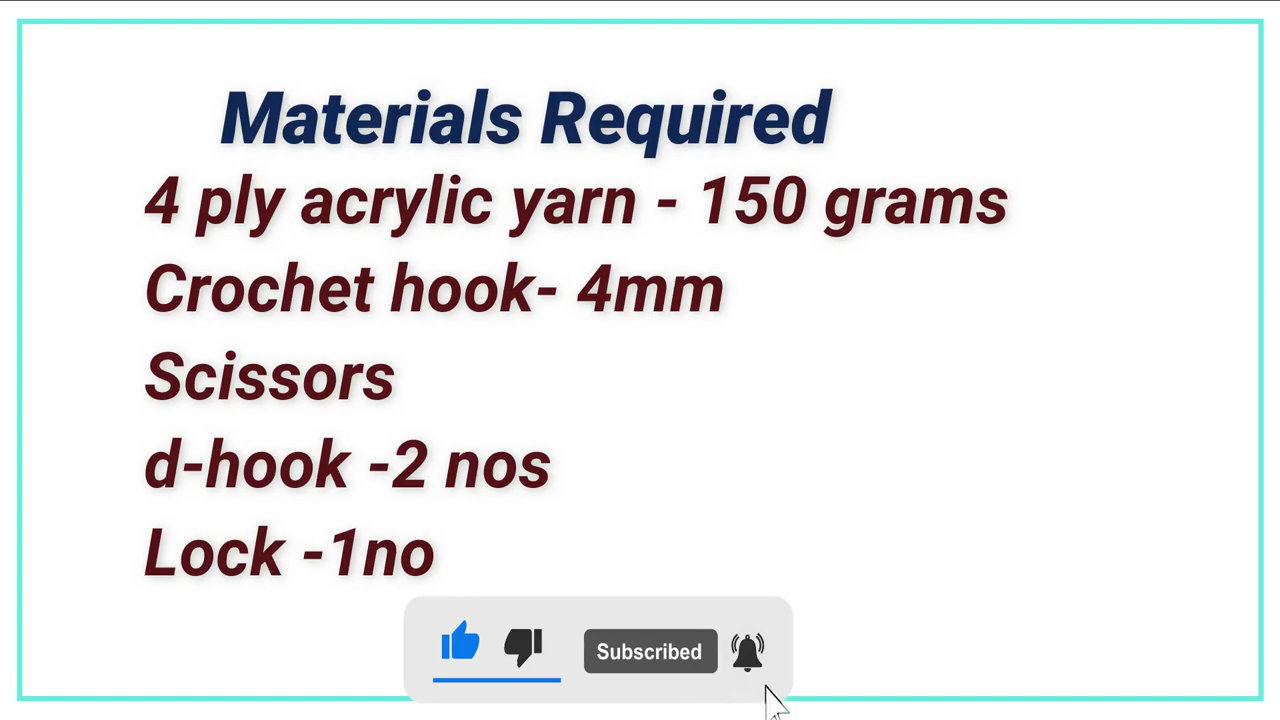 Materials Required
4 ply acrylic yarn - 150 grams
Crochet hook- 4mm
Scissors
d-hook -2 nos
Lock -1no
Subscribed